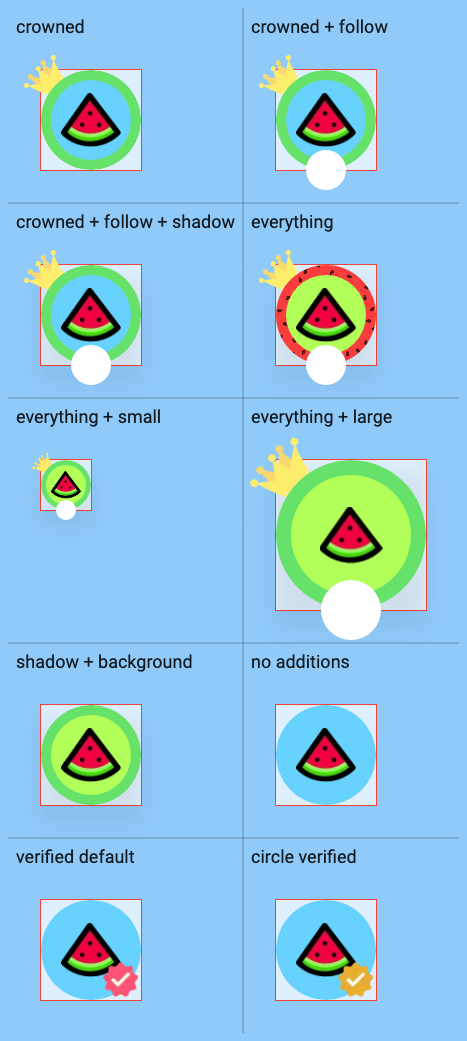 crowned
crowned + follow
crowned + follow + shadow
everything
everything + small
everything + large
shadow + background
no additions
verified default
circle verified